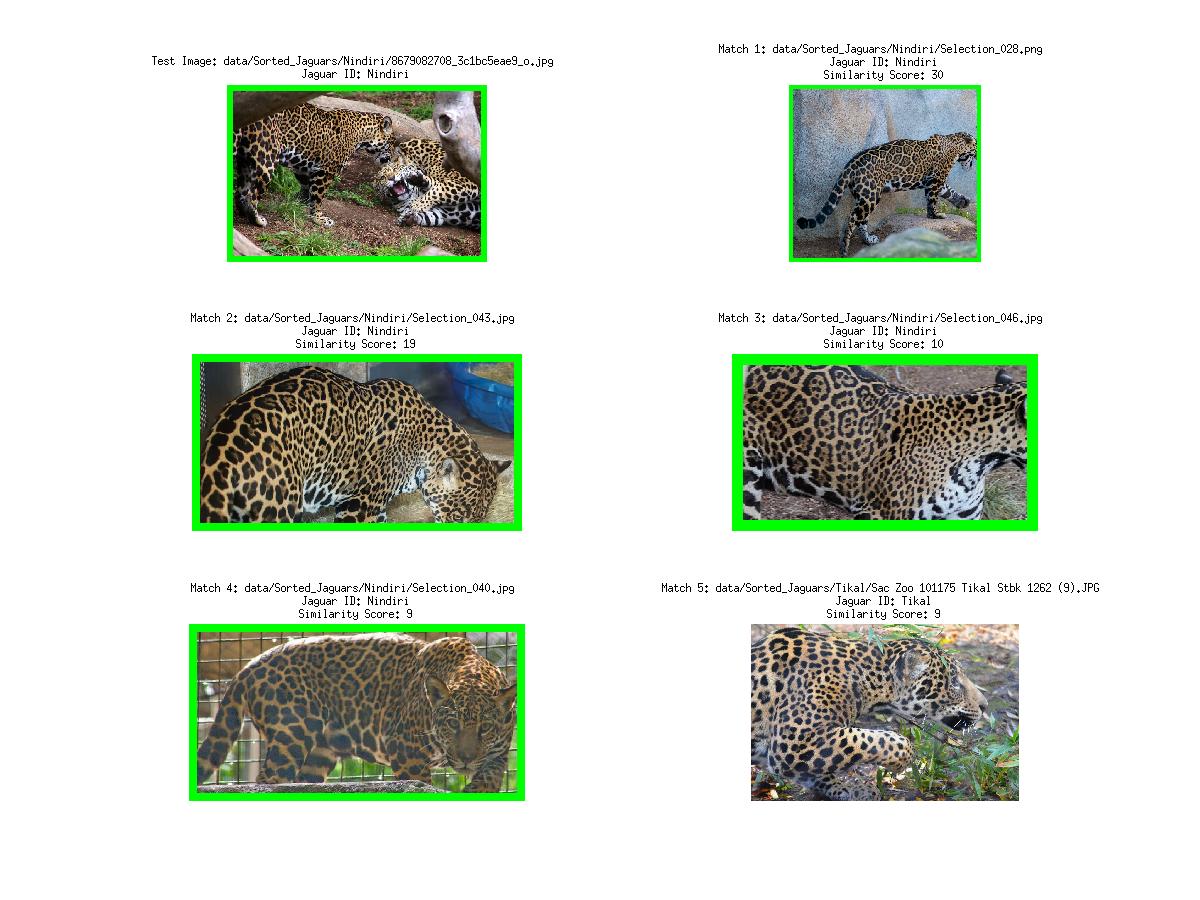 Test Image: data/Sorted_Jaguars/Nindiri/8679082708_3c1bc5eae9_o.jpg
Jaguar ID: Nindiri
Match 1: data/Sorted_Jaguars/Nindiri/Selection_028.png
Jaguar ID: Nindiri
Similarity Score: 30
Match 2: data/Sorted_Jaguars/Nindiri/Selection_043.jpg
Jaguar ID: Nindiri
Similarity Score: 19
Match 3: data/Sorted_Jaguars/Nindiri/Selection_046.jpg
Jaguar ID: Nindiri
Similarity Score: 10
Match 4: data/Sorted_Jaguars/Nindiri/Selection_040.jpg
Jaguar ID: Nindiri
Similarity Score: 9
Match 5: data/Sorted_Jaguars/Tikal/Sac Zoo 101175 Tikal Stbk 1262 (9).JPG
Jaguar ID: Tikal
Similarity Score: 9